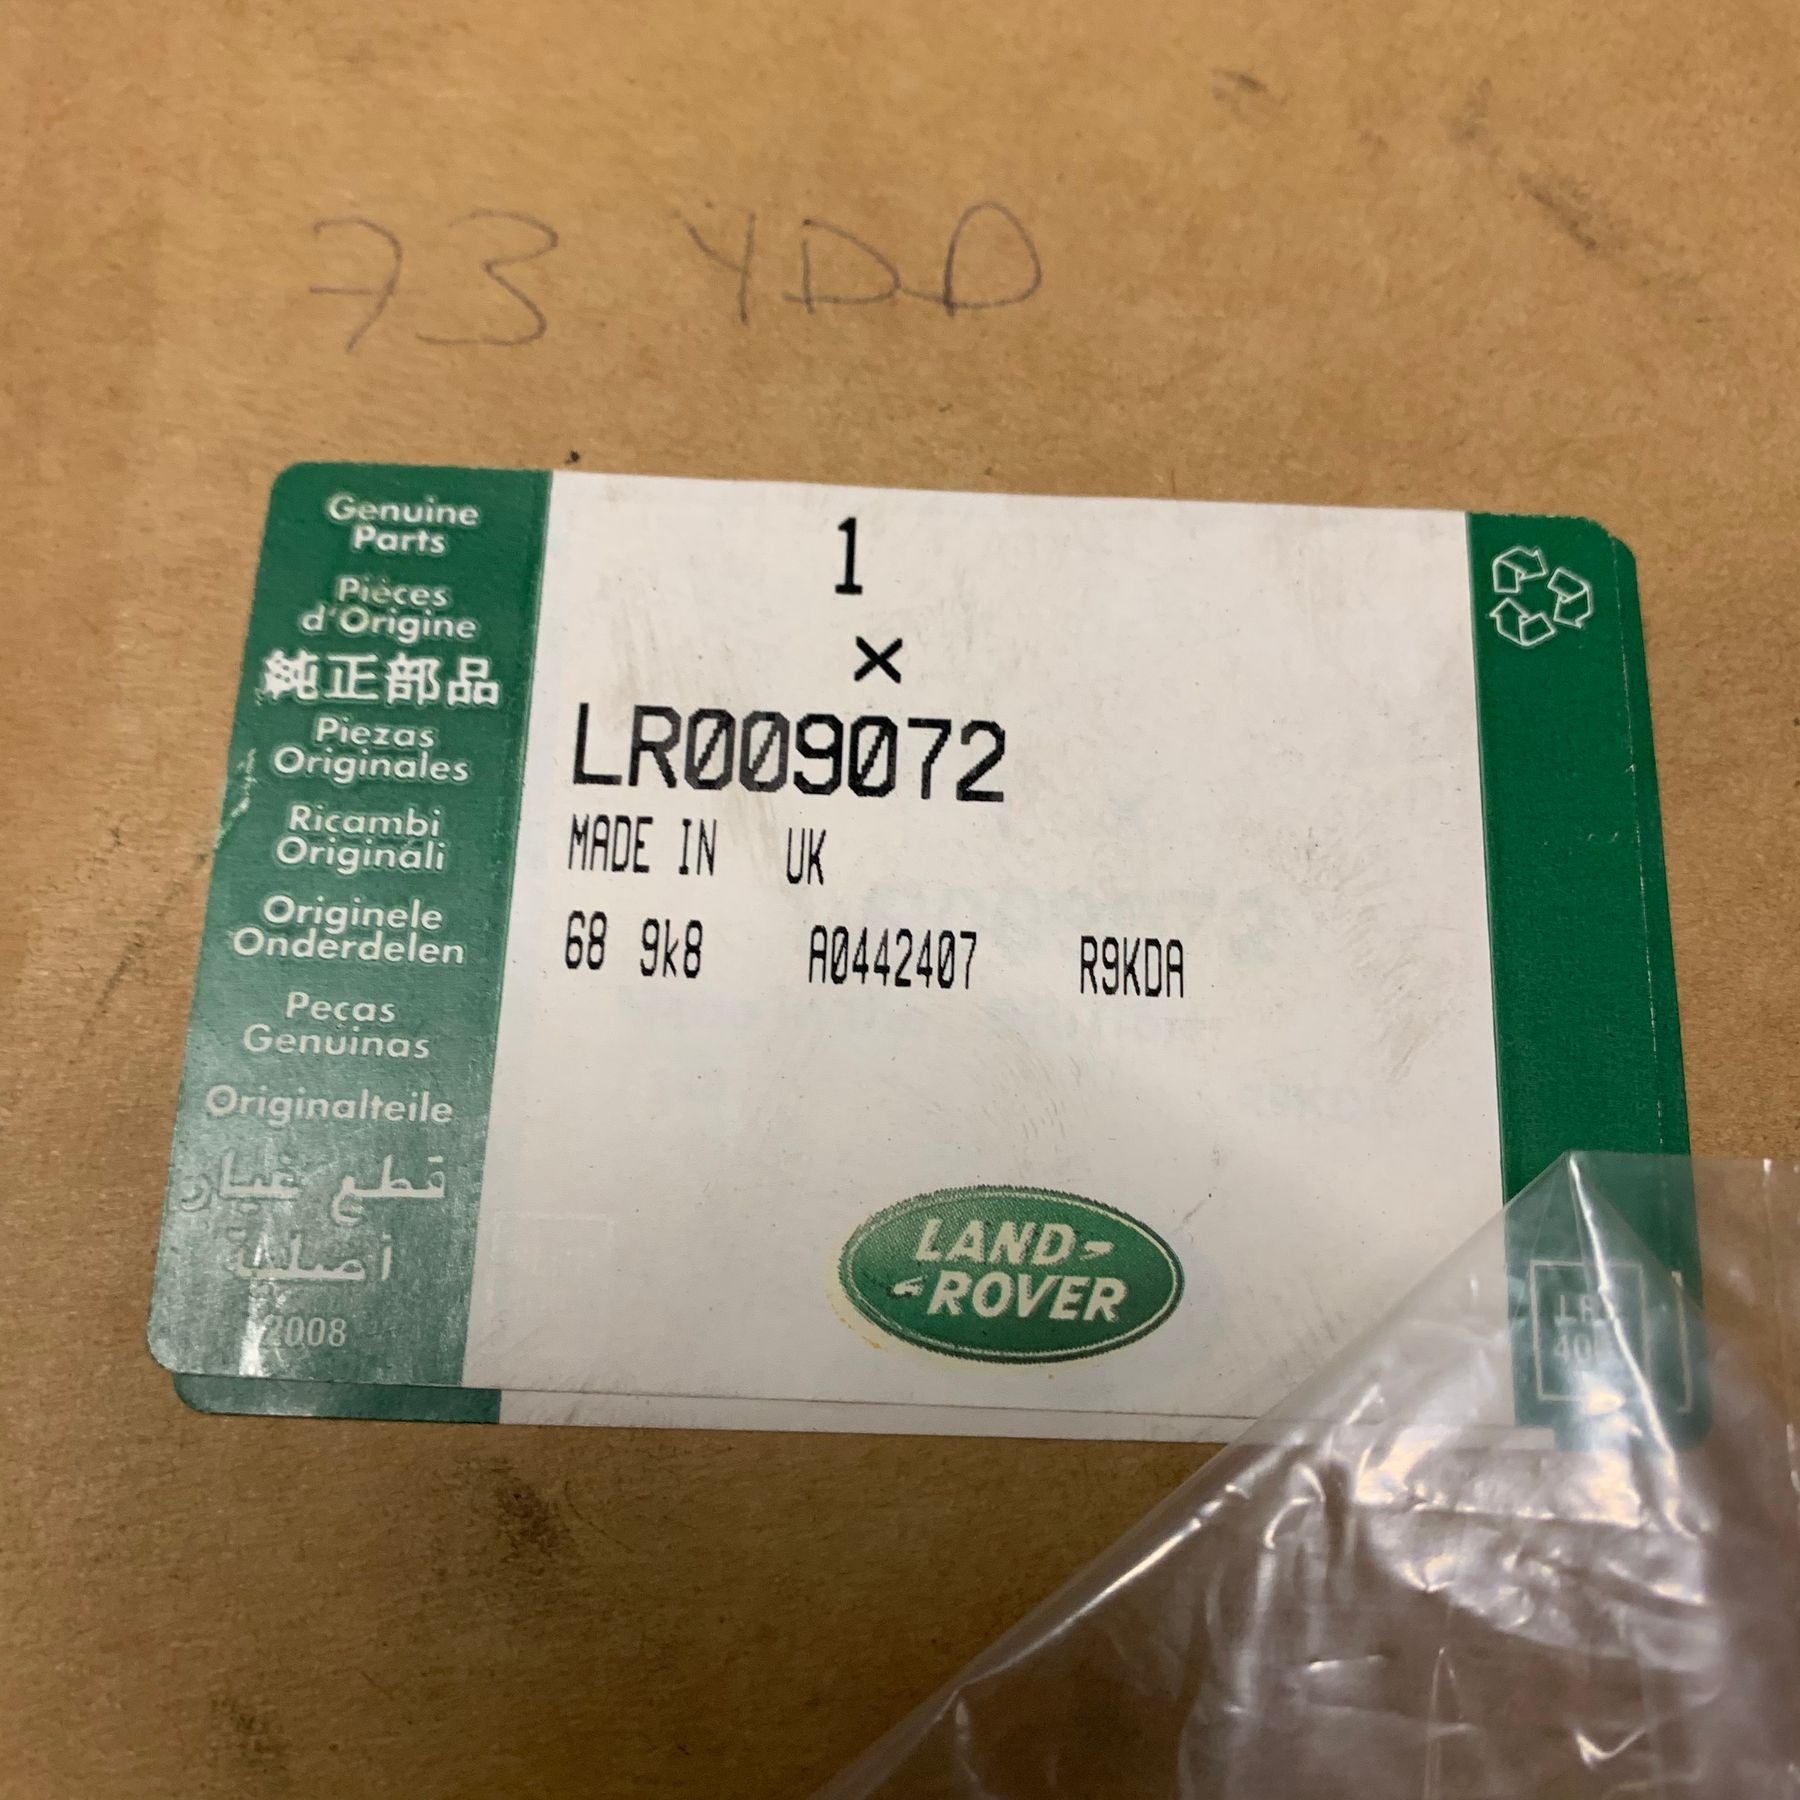 73 YDD
Genuine
Parts
Pièces
d'Origine
純正部品
Piezas
Originales
Ricambi
Originali
Originele
Onderdelen
Peças
Genuinas
Originalteile
قطع غيار
أصلية
2008
1
×
LR009072
MADE IN UK
68 9k8 A0442407 R9KDA
LAND-
-ROVER